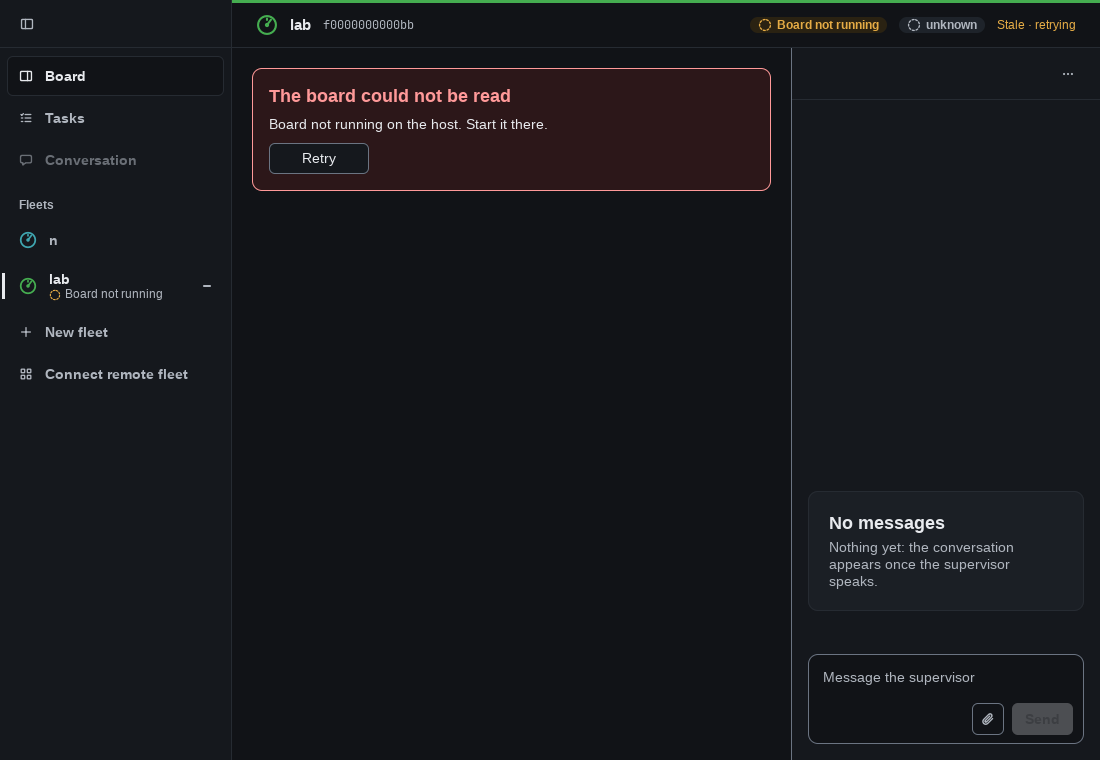 lab f0000000000bb
Board not running
unknown
Stale · retrying
Board
Tasks
Conversation
Fleets
n
lab
Board not running
New fleet
Connect remote fleet
The board could not be read
Board not running on the host. Start it there.
Retry
No messages
Nothing yet: the conversation
appears once the supervisor
speaks.
Message the supervisor
Send